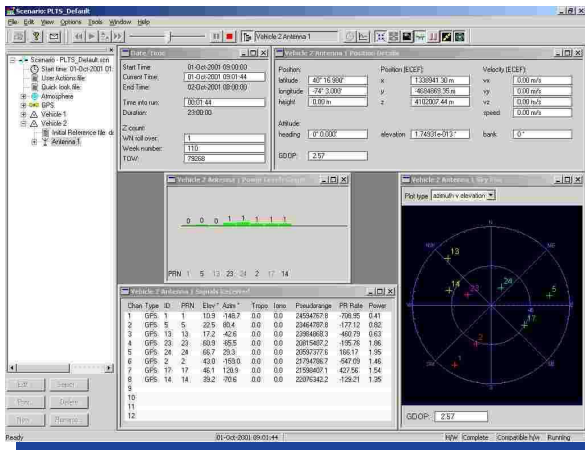 Scenario: PLTS_Default
File Edit View Options Tools Window Help
Vehicle 2 Antenna 1
Scenario - PLTS_Default.scn
Start time: 01-Oct-2001 01
User Actions file:
Quick look file:
Atmosphere
GPS
Vehicle 1
Vehicle 2
Initial Reference file: di
Antenna 1
Edit...
Delete
Date/Time
Start Time: 01-Oct-2001 09:00:00
Current Time: 01-Oct-2001 09:01:44
End Time: 02-Oct-2001 08:00:00
Time into run: 00:01:44
Duration: 23:00:00
Z count
WN roll over: 1
Week number: 110
TOW: 79268
Vehicle 2 Antenna 1 Position Details
Position: Position (ECEF): Velocity (ECEF):
latitude 40° 16.998' x 1338941.30 m vx 0.00 m/s
longitude -74° 3.000' y -4684869.35 m vy 0.00 m/s
height 0.00 m z 4102007.44 m vz 0.00 m/s
speed 0.00 m/s
Attitude:
heading 0° 0.000' elevation 1.74931e-013 ° bank 0 °
GDOP: 2.57
Vehicle 2 Antenna 1 Power Levels Graph
0 0 0 1 1 1 1 1
PRN 1 5 13 23 24 2 17 14
Vehicle 2 Antenna 1 Signals Received
Chan Type ID PRN Elev° Azim° Tropo Iono Pseudorange PR Rate Power
1 GPS 1 1 10.9 -148.7 0.0 0.0 24594767.8 -708.95 0.41
2 GPS 5 5 22.5 80.4 0.0 0.0 23464787.8 -177.12 0.82
3 GPS 13 13 17.2 -42.6 0.0 0.0 23984868.3 -460.79 0.63
4 GPS 23 23 60.9 -65.5 0.0 0.0 20815407.2 -195.76 1.86
5 GPS 24 24 66.7 29.3 0.0 0.0 20597377.6 166.17 1.95
6 GPS 2 2 43.0 -159.0 0.0 0.0 21794706.7 -547.09 1.46
7 GPS 17 17 46.1 120.9 0.0 0.0 21598407.1 427.56 1.54
8 GPS 14 14 39.2 -70.6 0.0 0.0 22076342.2 -129.21 1.35
9
10
11
12
Vehicle 2 Antenna 1 Sky Plot
Plot type azimuth v elevation
N
NW NE
13
14 23 24 5
17
2
1
GDOP: 2.57
Ready 01-Oct-2001 09:01:44 H/W Complete Compatible h/w Running